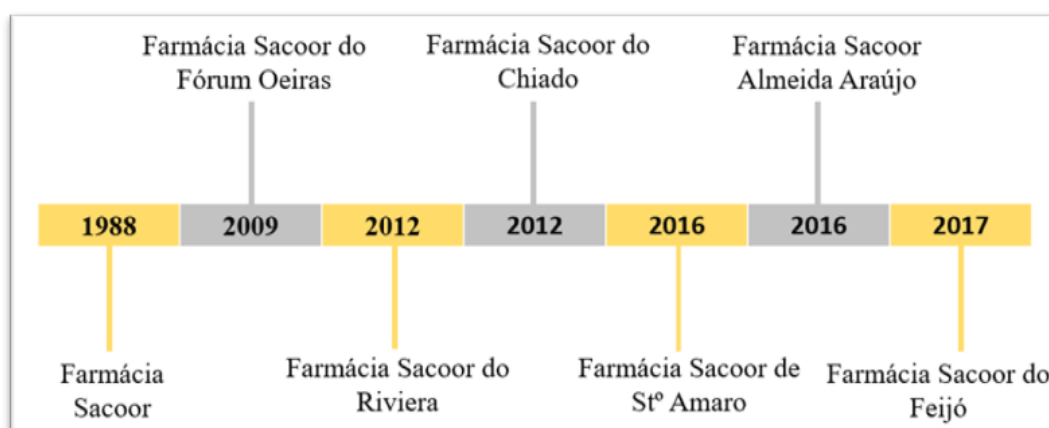 Farmácia Sacoor do
Fórum Oeiras
Farmácia Sacoor do
Chiado
Farmácia Sacoor
Almeida Araújo
1988
2009
2012
2012
2016
2016
2017
Farmácia
Sacoor
Farmácia Sacoor do
Riviera
Farmácia Sacoor de
Stº Amaro
Farmácia Sacoor do
Feijó